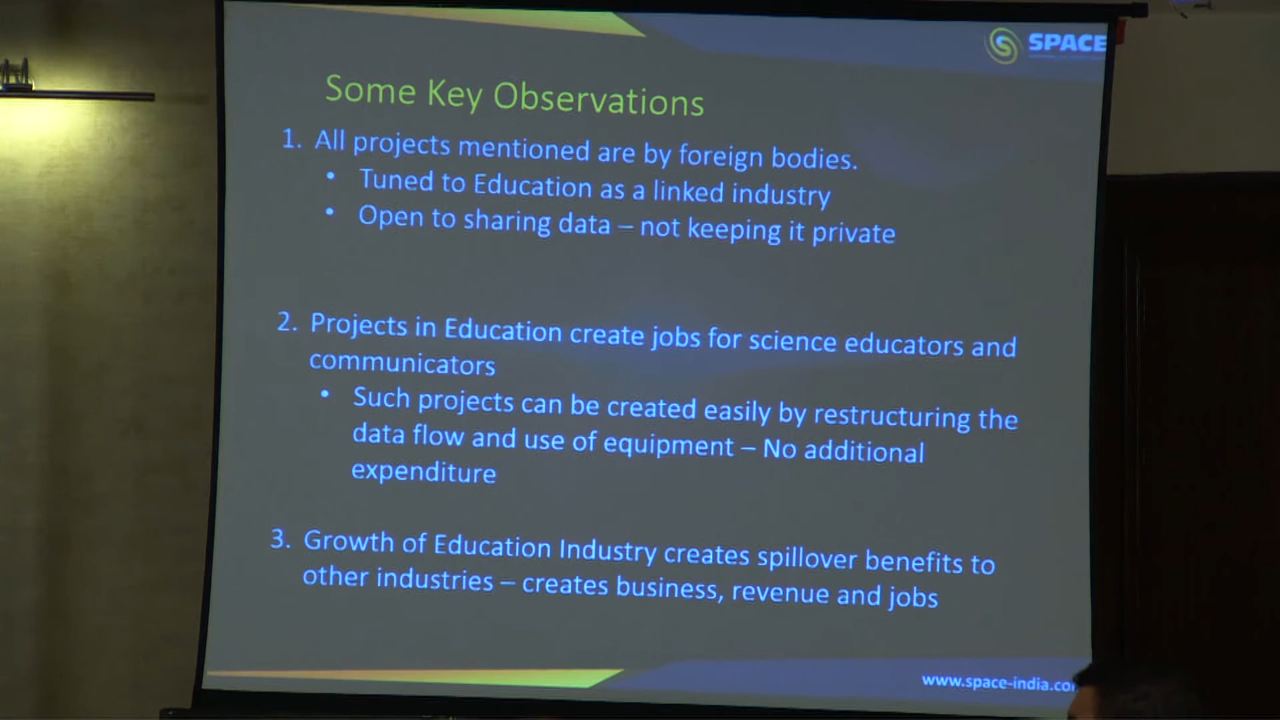 SPACE
Some Key Observations
1. All projects mentioned are by foreign bodies.
• Tuned to Education as a linked industry
• Open to sharing data – not keeping it private
2. Projects in Education create jobs for science educators and
communicators
• Such projects can be created easily by restructuring the
data flow and use of equipment – No additional
expenditure
3. Growth of Education Industry creates spillover benefits to
other industries – creates business, revenue and jobs
www.space-india.co